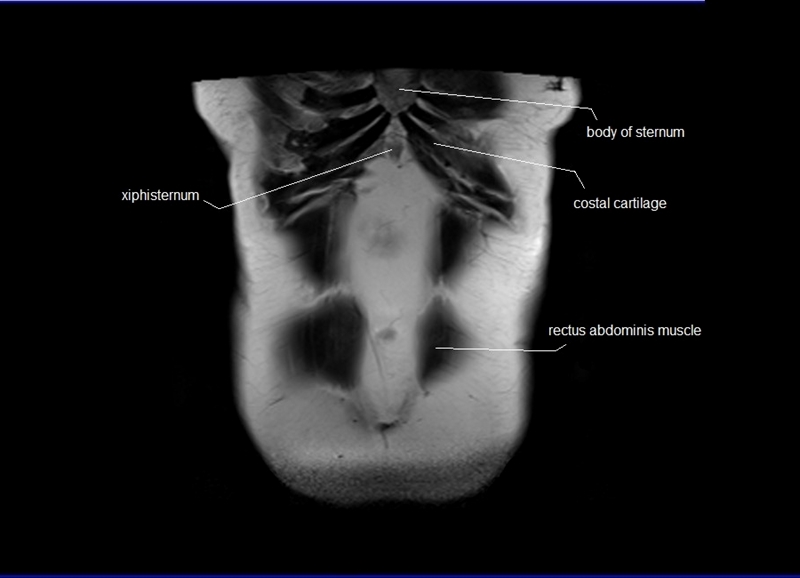 body of sternum
xiphisternum
costal cartilage
rectus abdominis muscle